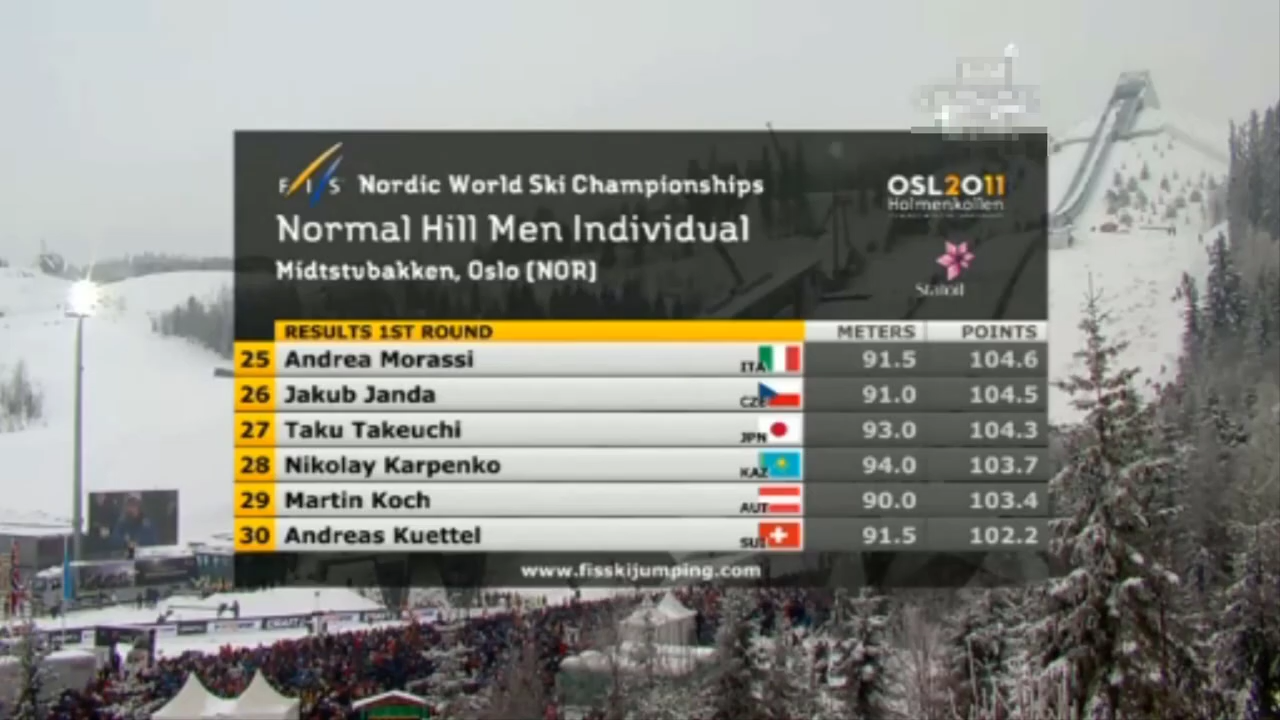 FIS Nordic World Ski Championships
OSL2O11
Holmenkollen
Normal Hill Men Individual
Midtstubakken, Oslo (NOR)
Statoil
RESULTS 1ST ROUND METERS POINTS
25 Andrea Morassi ITA 91.5 104.6
26 Jakub Janda CZE 91.0 104.5
27 Taku Takeuchi JPN 93.0 104.3
28 Nikolay Karpenko KAZ 94.0 103.7
29 Martin Koch AUT 90.0 103.4
30 Andreas Kuettel SUI 91.5 102.2
www.fisskijumping.com